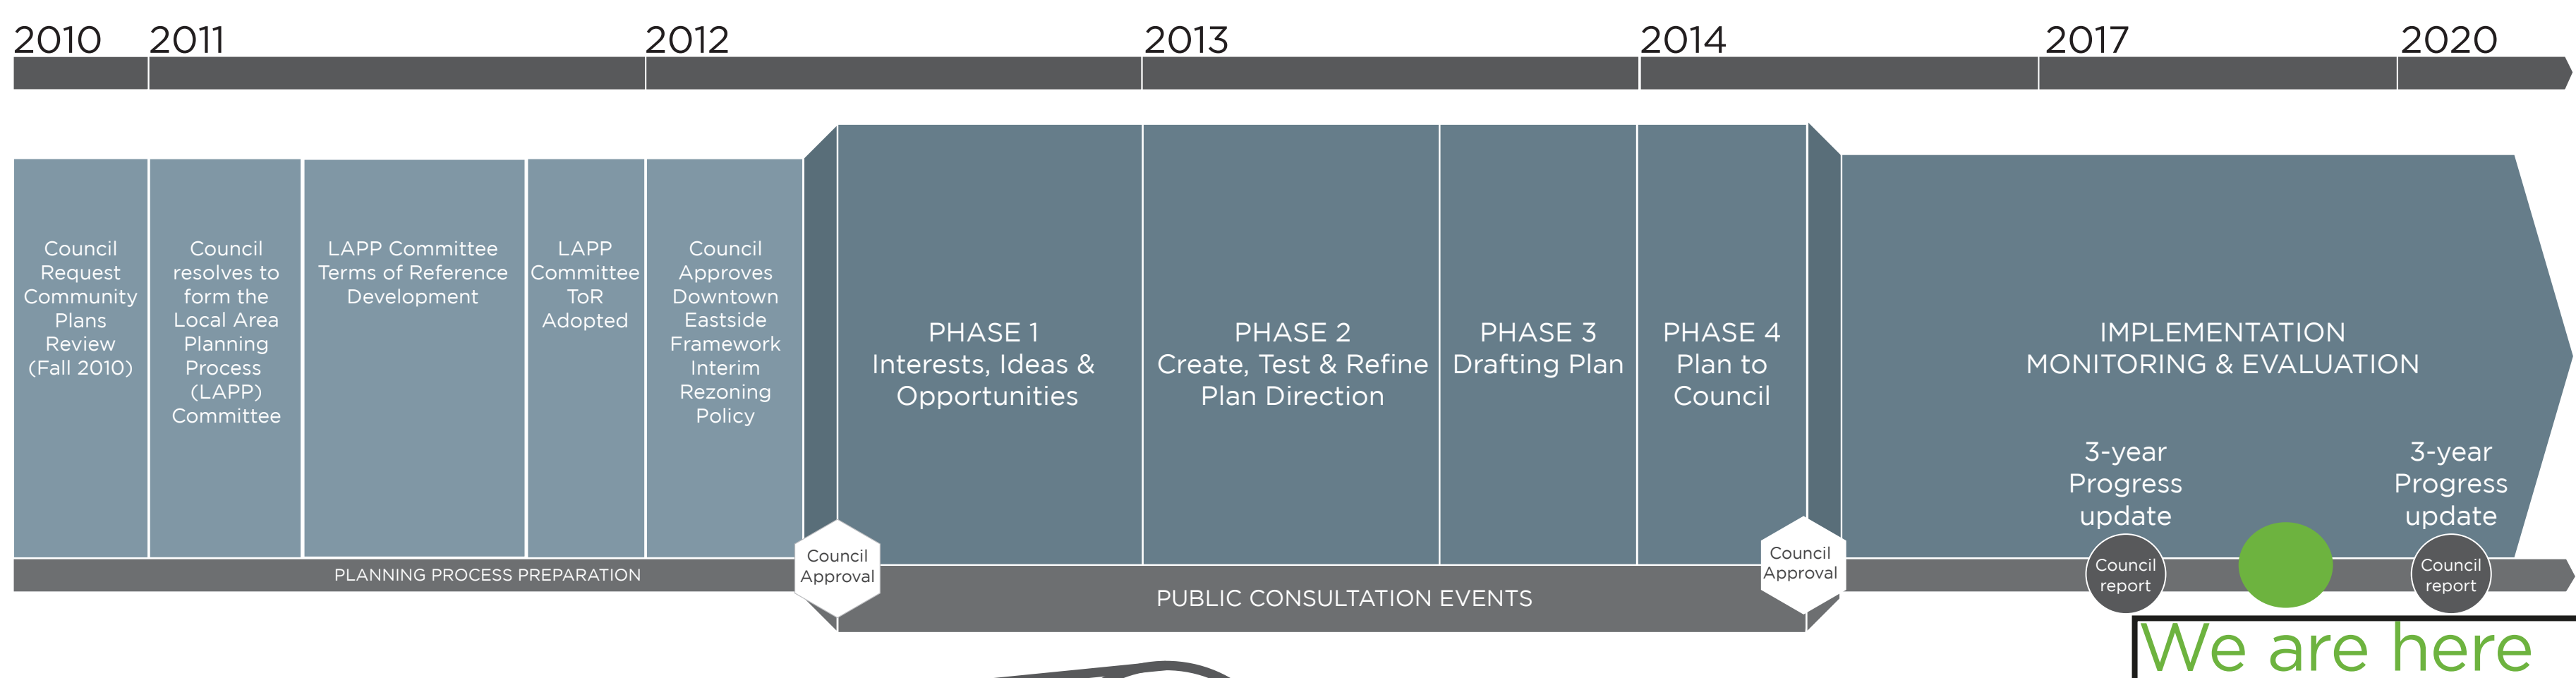 2010
2011
2012
2013
2014
2017
2020
Council
Request
Community
Plans
Review
(Fall 2010)
Council
resolves to
form the
Local Area
Planning
Process
(LAPP)
Committee
LAPP Committee
Terms of Reference
Development
LAPP
Committee
ToR
Adopted
Council
Approves
Downtown
Eastside
Framework
Interim
Rezoning
Policy
PHASE 1
Interests, Ideas &
Opportunities
PHASE 2
Create, Test & Refine
Plan Direction
PHASE 3
Drafting Plan
PHASE 4
Plan to
Council
IMPLEMENTATION
MONITORING & EVALUATION
3-year
Progress
update
3-year
Progress
update
PLANNING PROCESS PREPARATION
Council
Approval
PUBLIC CONSULTATION EVENTS
Council
Approval
Council
report
Council
report
We are here